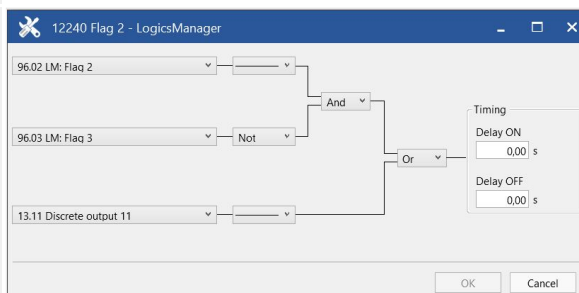 12240 Flag 2 - LogicsManager
96.02 LM: Flag 2
And
Timing
Delay ON
0,00 s
96.03 LM: Flag 3
Not
Or
Delay OFF
0,00 s
13.11 Discrete output 11
OK
Cancel